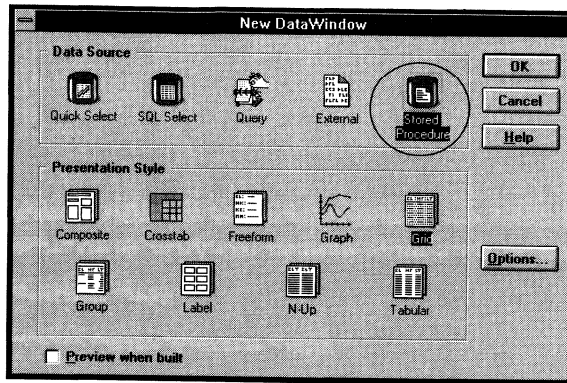 New DataWindow
Data Source
OK
Quick Select
SQL Select
Query
External
Stored Procedure
Cancel
Help
Presentation Style
Composite
Crosstab
Freeform
Graph
Grid
Options...
Group
Label
N-Up
Tabular
Preview when built